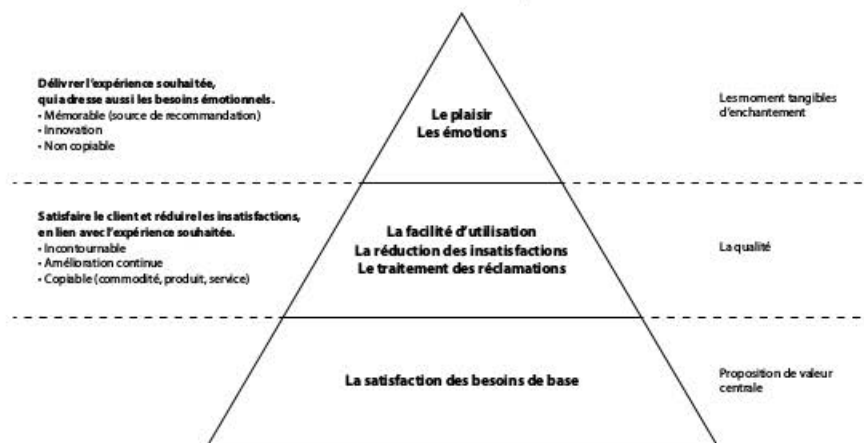 Délivrer l'expérience souhaitée,
qui adresse aussi les besoins émotionnels.
• Mémorable (source de recommandation)
• Innovation
• Non copiable
Le plaisir
Les émotions
Les moment tangibles
d'enchantement
Satisfaire le client et réduire les insatisfactions,
en lien avec l'expérience souhaitée.
• Incontournable
• Amélioration continue
• Copiable (commodité, produit, service)
La facilité d'utilisation
La réduction des insatisfactions
Le traitement des réclamations
La qualité
La satisfaction des besoins de base
Proposition de valeur
centrale